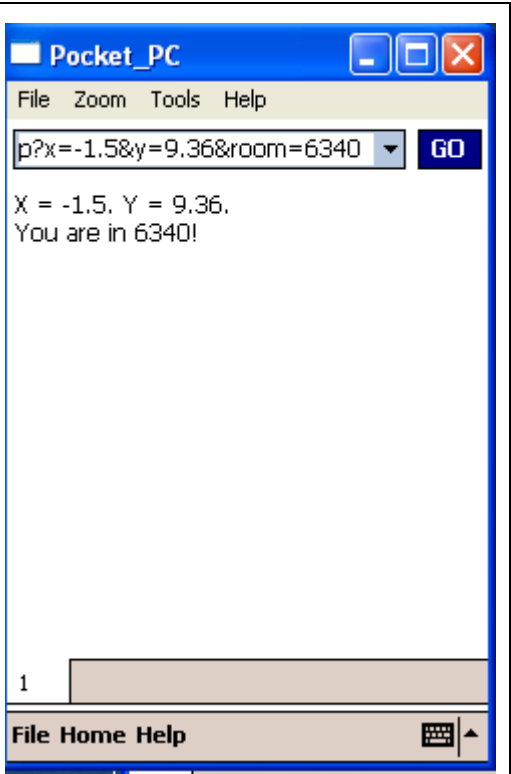 Pocket_PC
File Zoom Tools Help
p?x=-1.5&y=9.36&room=6340 GO
X = -1.5. Y = 9.36.
You are in 6340!
1
File Home Help